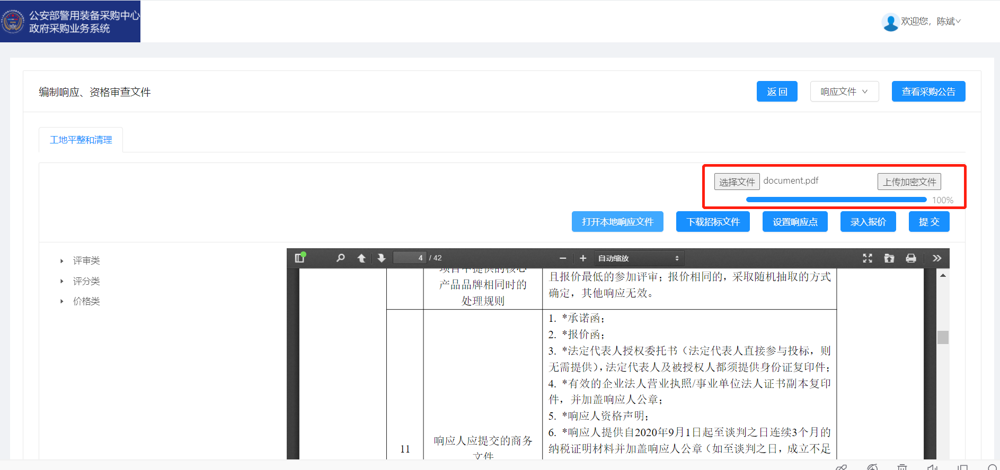 公安部警用装备采购中心
政府采购业务系统
欢迎您，陈斌
编制响应、资格审查文件
返 回
响应文件
查看采购公告
工地平整和清理
选择文件 document.pdf
上传加密文件
100%
打开本地响应文件
下载招标文件
设置响应点
录入报价
提 交
评审类
评分类
价格类
4 / 42
自动缩放
项目中提供的核心
产品品牌相同时的
处理规则
且报价最低的参加评审；报价相同的，采取随机抽取的方式
确定，其他响应无效。
11
响应人应提交的商务
文件
1. *承诺函；
2. *报价函；
3. *法定代表人授权委托书（法定代表人直接参与投标，则
无需提供），法定代表人及被授权人都须提供身份证复印件；
4. *有效的企业法人营业执照/事业单位法人证书副本复印
件，并加盖响应人公章；
5. *响应人资格声明；
6. *响应人提供自2020年9月1日起至谈判之日连续3个月的
纳税证明材料并加盖响应人公章（如至谈判之日，成立不足